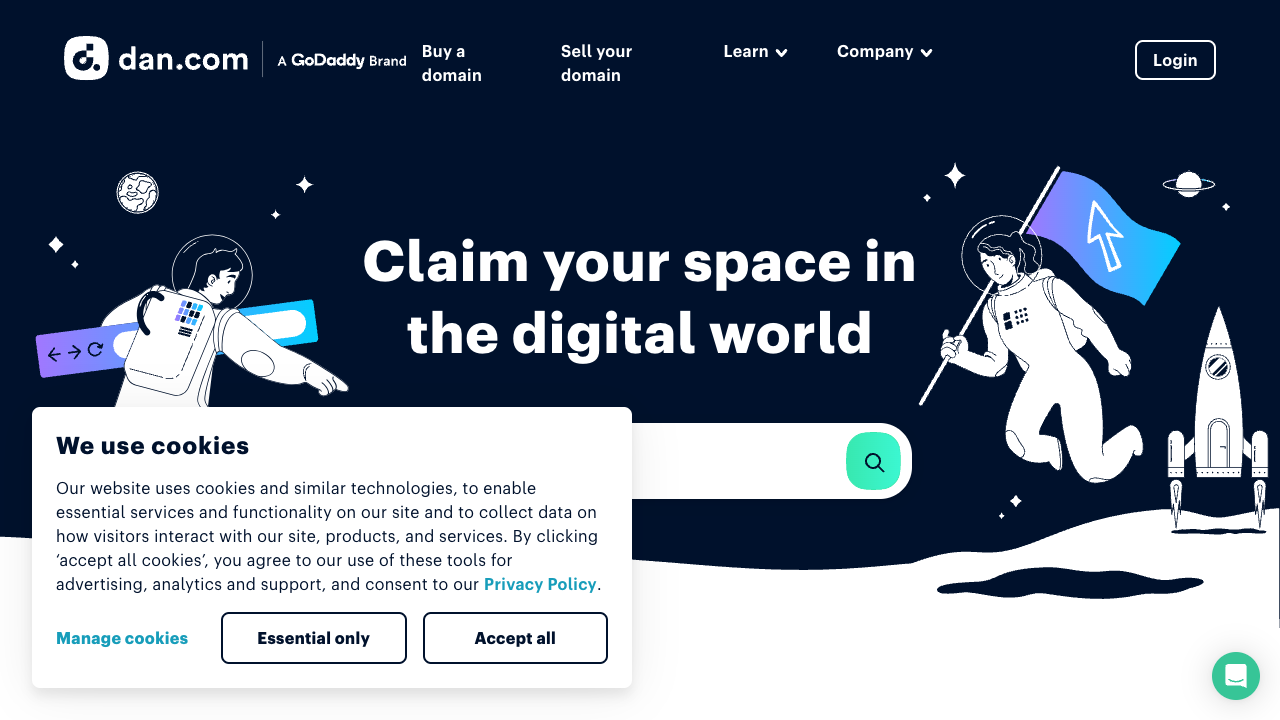 dan.com
A GoDaddy Brand
Buy a
domain
Sell your
domain
Learn
Company
Login
Claim your space in
the digital world
We use cookies
Our website uses cookies and similar technologies, to enable
essential services and functionality on our site and to collect data on
how visitors interact with our site, products, and services. By clicking
‘accept all cookies’, you agree to our use of these tools for
advertising, analytics and support, and consent to our Privacy Policy.
Manage cookies
Essential only
Accept all